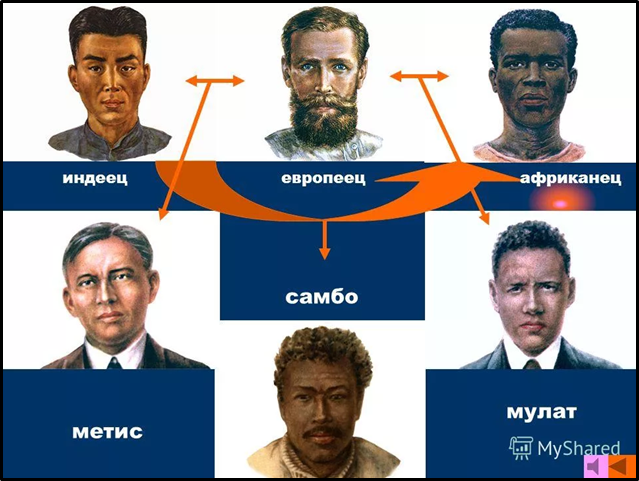 индеец
европеец
африканец
самбо
метис
мулат
MyShared